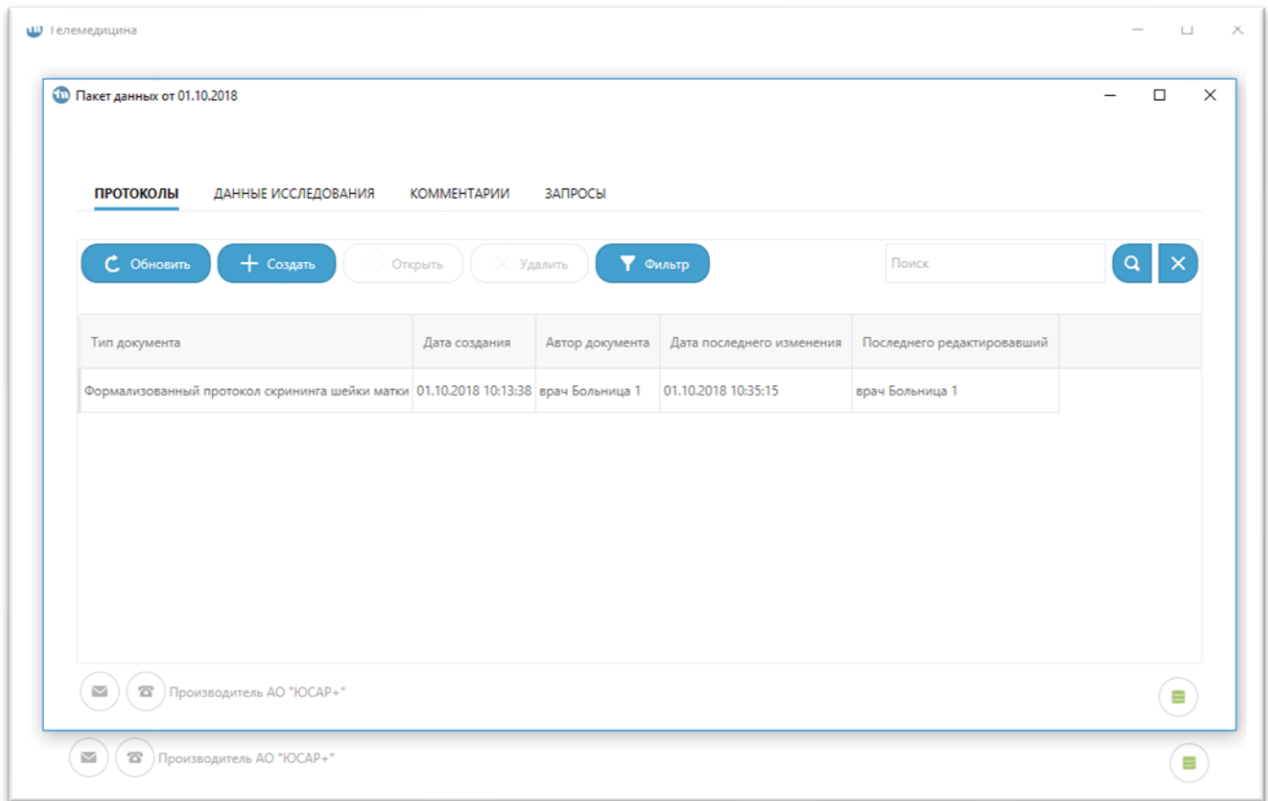 Телемедицина
Пакет данных от 01.10.2018
ПРОТОКОЛЫ ДАННЫЕ ИССЛЕДОВАНИЯ КОММЕНТАРИИ ЗАПРОСЫ
Обновить Создать Открыть Удалить Фильтр Поиск
Тип документа Дата создания Автор документа Дата последнего изменения Последнего редактировавший
Формализованный протокол скрининга шейки матки 01.10.2018 10:13:38 врач Больница 1 01.10.2018 10:35:15 врач Больница 1
Производитель АО "ЮСАР+"
Производитель АО "ЮСАР+"